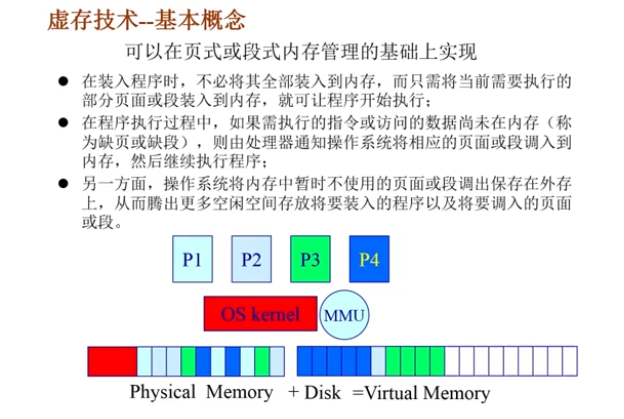 虚存技术--基本概念
可以在页式或段式内存管理的基础上实现
● 在装入程序时，不必将其全部装入到内存，而只需将当前需要执行的
部分页面或段装入到内存，就可让程序开始执行；
● 在程序执行过程中，如果需执行的指令或访问的数据尚未在内存（称
为缺页或缺段），则由处理器通知操作系统将相应的页面或段调入到
内存，然后继续执行程序；
● 另一方面，操作系统将内存中暂时不使用的页面或段调出保存在外存
上，从而腾出更多空闲空间存放将要装入的程序以及将要调入的页面
或段。
P1 P2 P3 P4
OS kernel MMU
Physical Memory + Disk =Virtual Memory